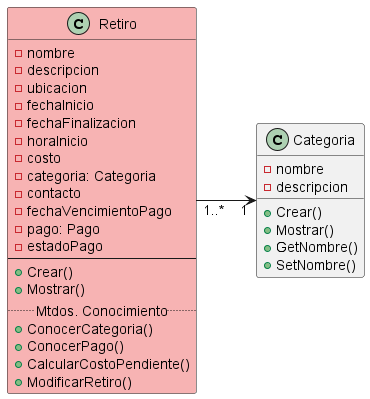 C Retiro
nombre
descripcion
ubicacion
fechaInicio
fechaFinalizacion
horaInicio
costo
categoria: Categoria
contacto
fechaVencimientoPago
pago: Pago
estadoPago
Crear()
Mostrar()
Mtdos. Conocimiento
ConocerCategoria()
ConocerPago()
CalcularCostoPendiente()
ModificarRetiro()
1..* 1
C Categoria
nombre
descripcion
Crear()
Mostrar()
GetNombre()
SetNombre()